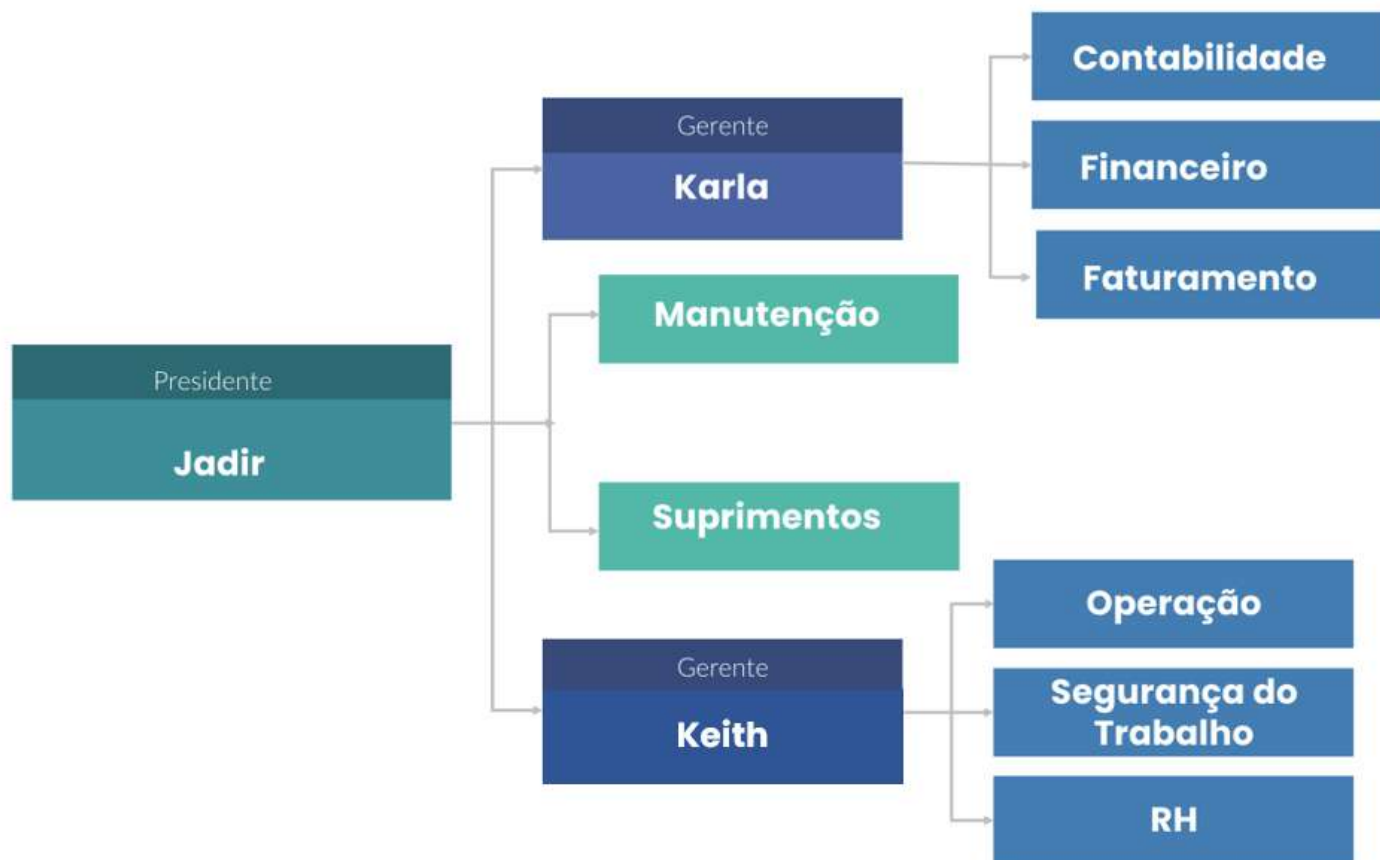 Presidente
Jadir
Gerente
Karla
Contabilidade
Financeiro
Faturamento
Manutenção
Suprimentos
Gerente
Keith
Operação
Segurança do
Trabalho
RH